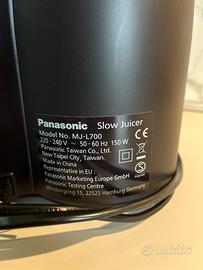 Panasonic Slow Juicer
Model No. MJ-L700
220 - 240 V ~ 50 - 60 Hz 150 W
Panasonic Taiwan Co., Ltd.
New Taipei City, Taiwan.
Made in China
Representative in EU :
Panasonic Marketing Europe GmbH
Panasonic Testing Centre
Winsbergring 15, 22525 Hamburg Germany
CE
subito